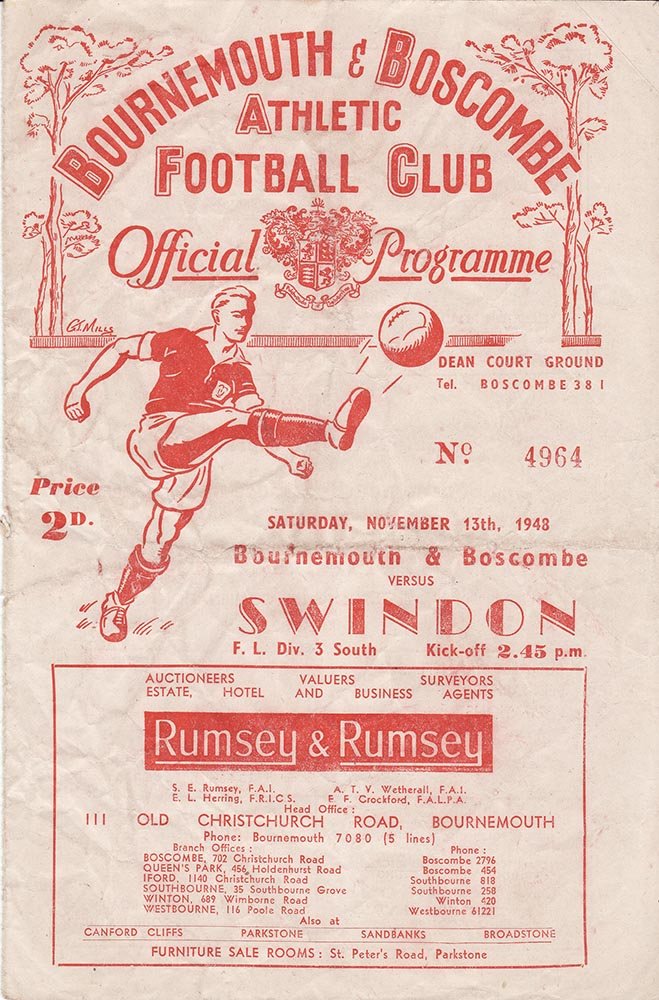 BOURNEMOUTH & BOSCOMBE
ATHLETIC
FOOTBALL CLUB
Official Programme
G.S. MILLS
DEAN COURT GROUND
Tel. BOSCOMBE 381
No. 4964
Price
2D.
SATURDAY, NOVEMBER 13th, 1948
Bournemouth & Boscombe
VERSUS
SWINDON
F. L. Div. 3 South Kick-off 2.45 p.m.
AUCTIONEERS VALUERS SURVEYORS
ESTATE, HOTEL AND BUSINESS AGENTS
Rumsey & Rumsey
S. E. Rumsey, F.A.I. A. T. V. Wetherall, F.A.I.
E. L. Herring, F.R.I.C.S. E. F. Crockford, F.A.L.P.A.
Head Office :
111 OLD CHRISTCHURCH ROAD, BOURNEMOUTH
Phone: Bournemouth 7080 (5 lines)
Branch Offices : Phone :
BOSCOMBE, 702 Christchurch Road Boscombe 2796
QUEEN'S PARK, 456, Holdenhurst Road Boscombe 454
IFORD, 1140 Christchurch Road Southbourne 818
SOUTHBOURNE, 35 Southbourne Grove Southbourne 258
WINTON, 689 Wimborne Road Winton 420
WESTBOURNE, 116 Poole Road Westbourne 61221
Also at
CANFORD CLIFFS PARKSTONE SANDBANKS BROADSTONE
FURNITURE SALE ROOMS : St. Peter's Road, Parkstone